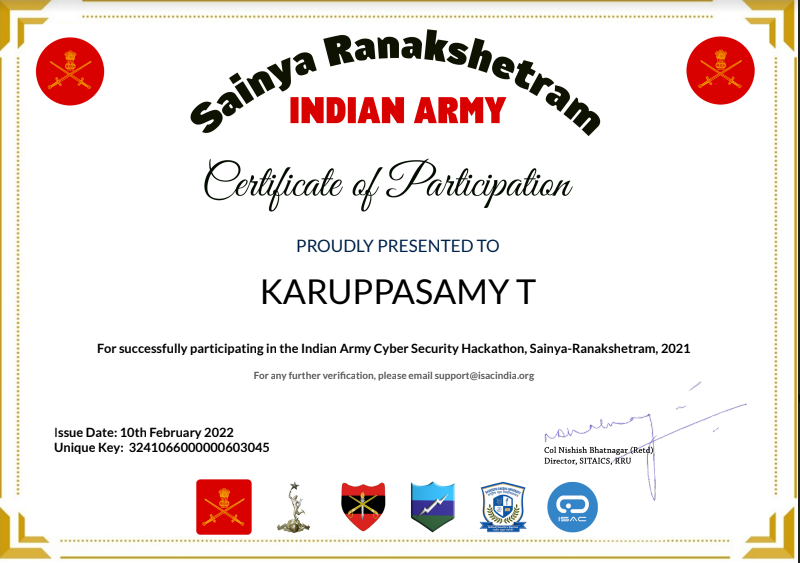 Sainya Ranakshetram
INDIAN ARMY
Certificate of Participation
PROUDLY PRESENTED TO
KARUPPASAMY T
For successfully participating in the Indian Army Cyber Security Hackathon, Sainya-Ranakshetram, 2021
For any further verification, please email support@isacindia.org
Issue Date: 10th February 2022
Unique Key: 3241066000000603045
Col Nishish Bhatnagar (Retd)
Director, SITAICS, RRU
ISAC